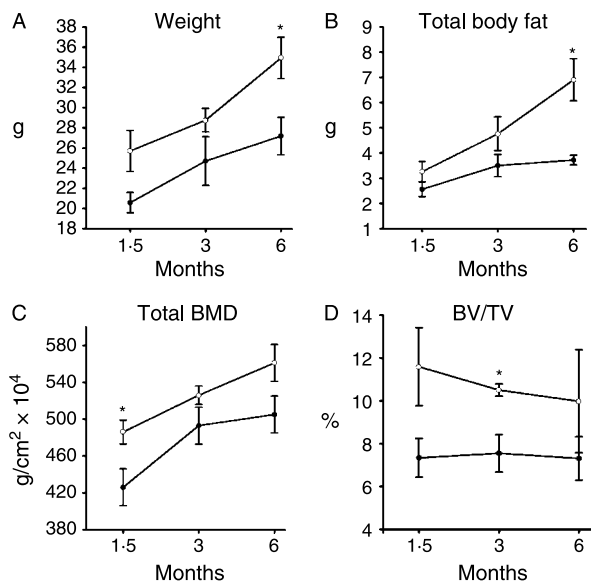 A Weight
g
38
36
34
32
30
28
26
24
22
20
18
*
1·5 3 6
Months
B Total body fat
g
9
8
7
6
5
4
3
2
1
*
1·5 3 6
Months
C Total BMD
g/cm² × 10⁴
580
540
500
460
420
380
*
1·5 3 6
Months
D BV/TV
%
14
12
10
8
6
4
*
1·5 3 6
Months